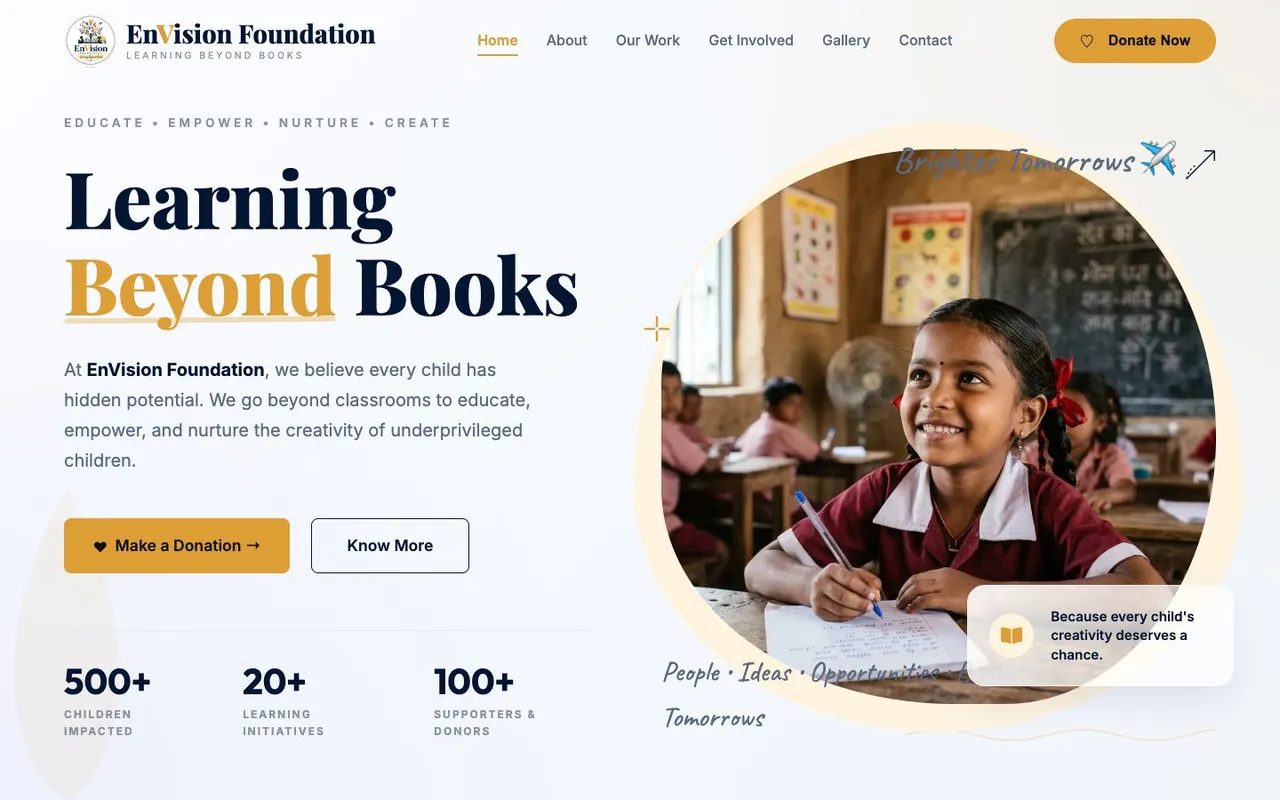 EnVision Foundation
LEARNING BEYOND BOOKS
Home
About
Our Work
Get Involved
Gallery
Contact
♡ Donate Now
EDUCATE • EMPOWER • NURTURE • CREATE
Learning
Beyond Books
At EnVision Foundation, we believe every child has
hidden potential. We go beyond classrooms to educate,
empower, and nurture the creativity of underprivileged
children.
♥ Make a Donation →
Know More
500+
CHILDREN
IMPACTED
20+
LEARNING
INITIATIVES
100+
SUPPORTERS &
DONORS
Brighter Tomorrows
People • Ideas • Opportunities •
Tomorrows
Because every child's
creativity deserves a
chance.